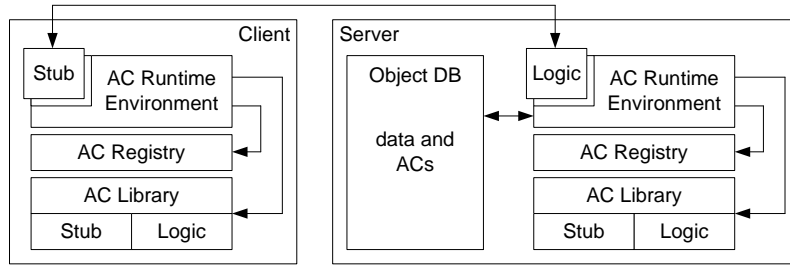 Client
Stub
AC Runtime
Environment
AC Registry
AC Library
Stub Logic
Server
Object DB
data and
ACs
Logic
AC Runtime
Environment
AC Registry
AC Library
Stub Logic